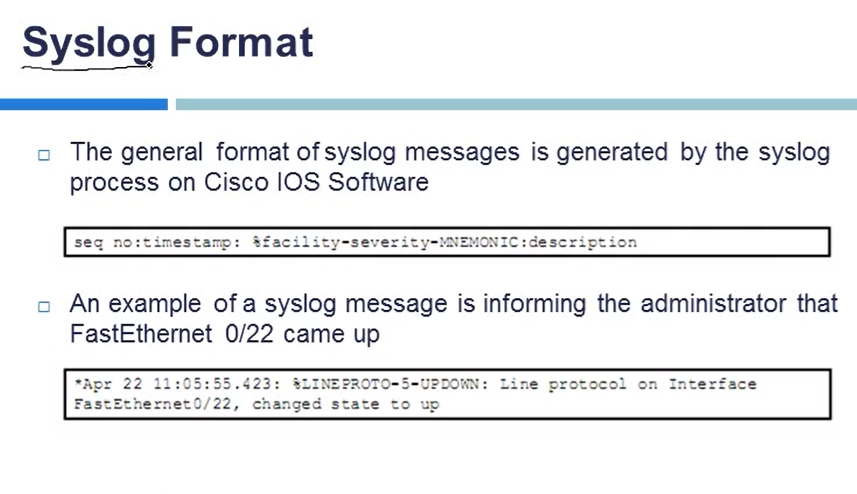 Syslog Format
The general format of syslog messages is generated by the syslog
process on Cisco IOS Software
seq no:timestamp: %facility-severity-MNEMONIC:description
An example of a syslog message is informing the administrator that
FastEthernet 0/22 came up
*Apr 22 11:05:55.423: %LINEPROTO-5-UPDOWN: Line protocol on Interface
FastEthernet0/22, changed state to up